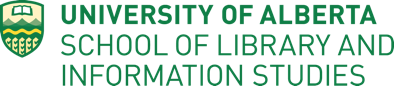 UNIVERSITY OF ALBERTA
SCHOOL OF LIBRARY AND
INFORMATION STUDIES